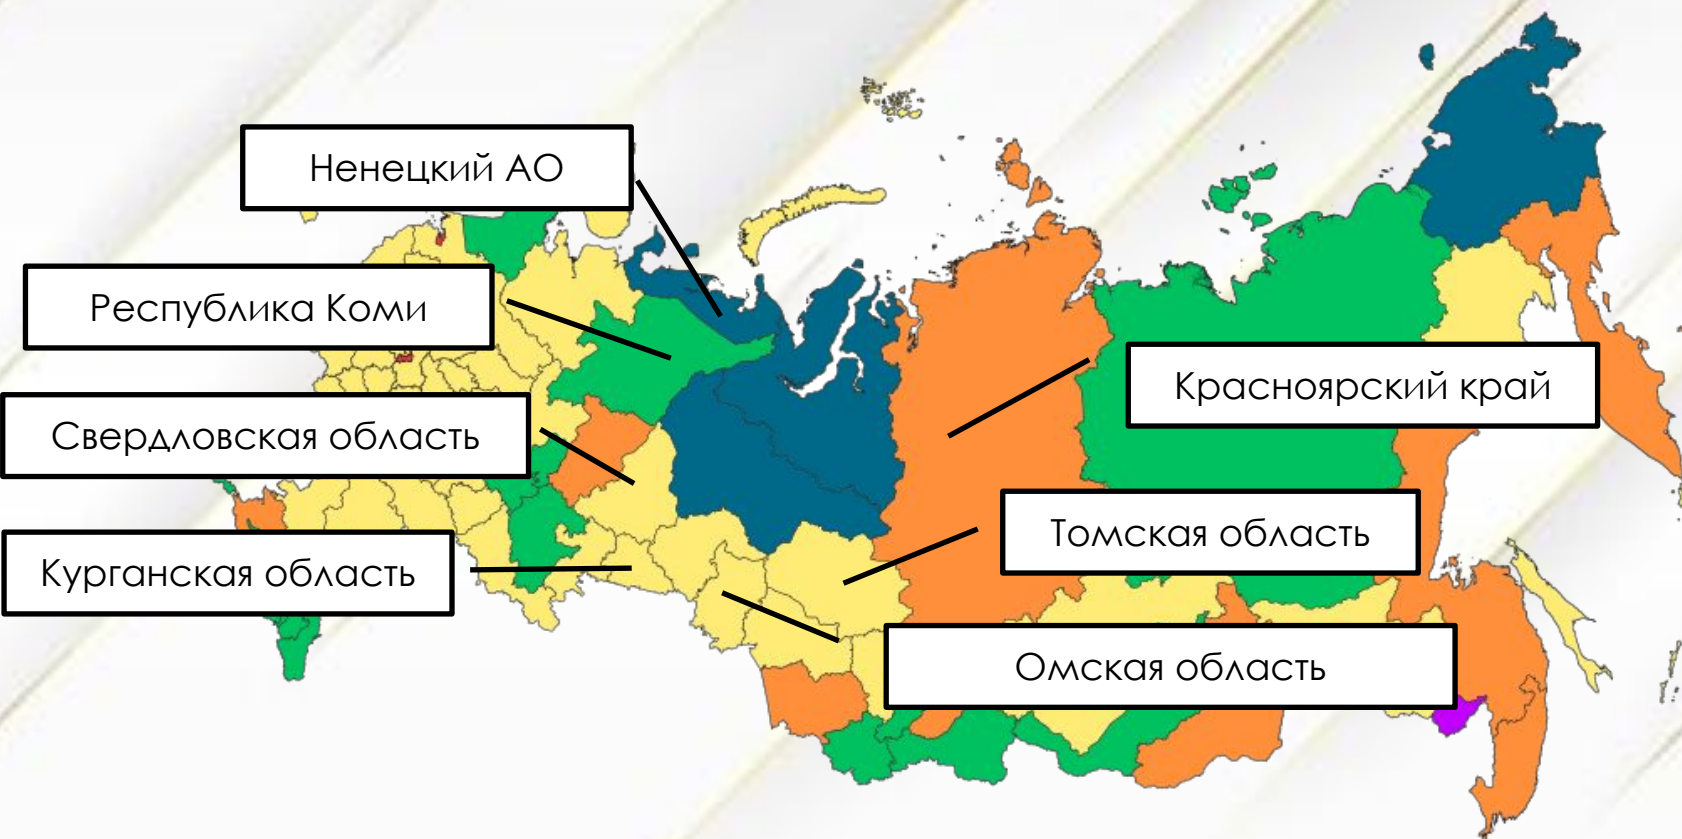 Ненецкий АО
Республика Коми
Красноярский край
Свердловская область
Томская область
Курганская область
Омская область